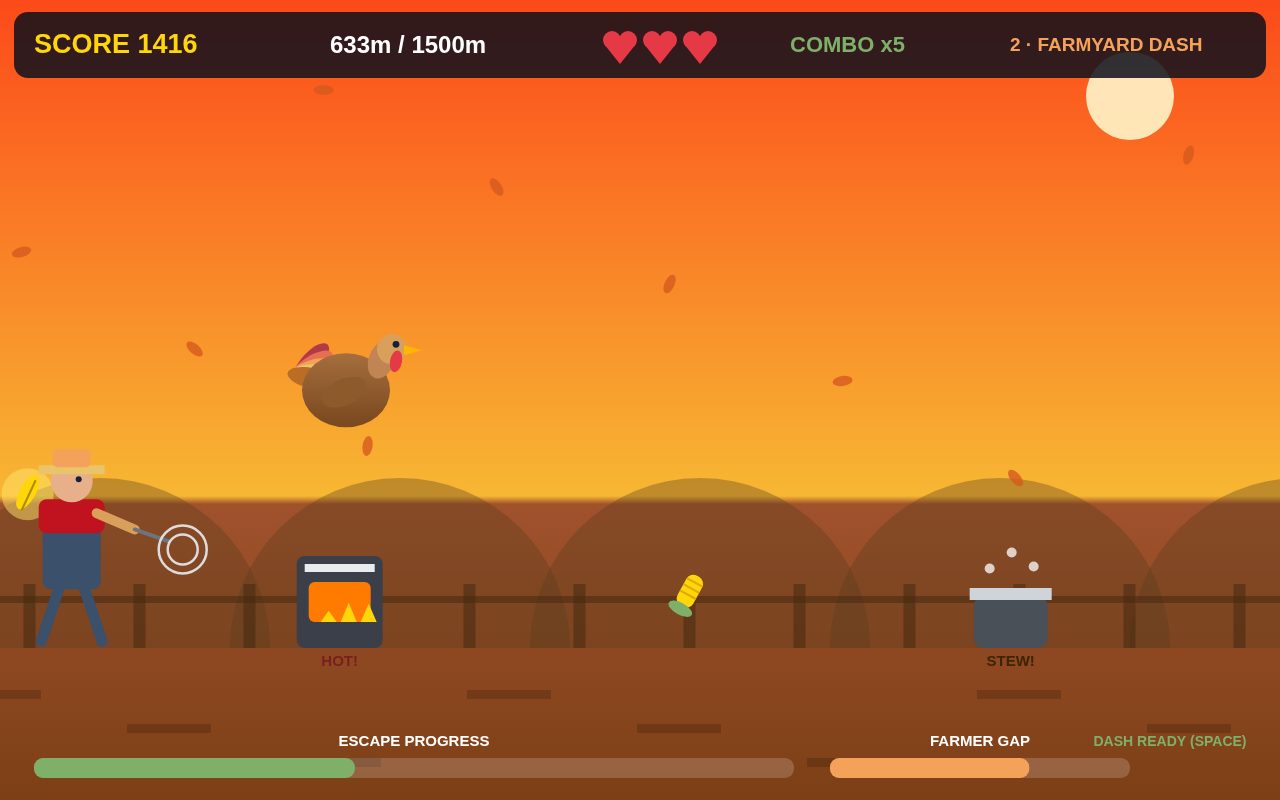 SCORE 1416
633m / 1500m
COMBO x5
2 · FARMYARD DASH
HOT!
STEW!
ESCAPE PROGRESS
FARMER GAP
DASH READY (SPACE)